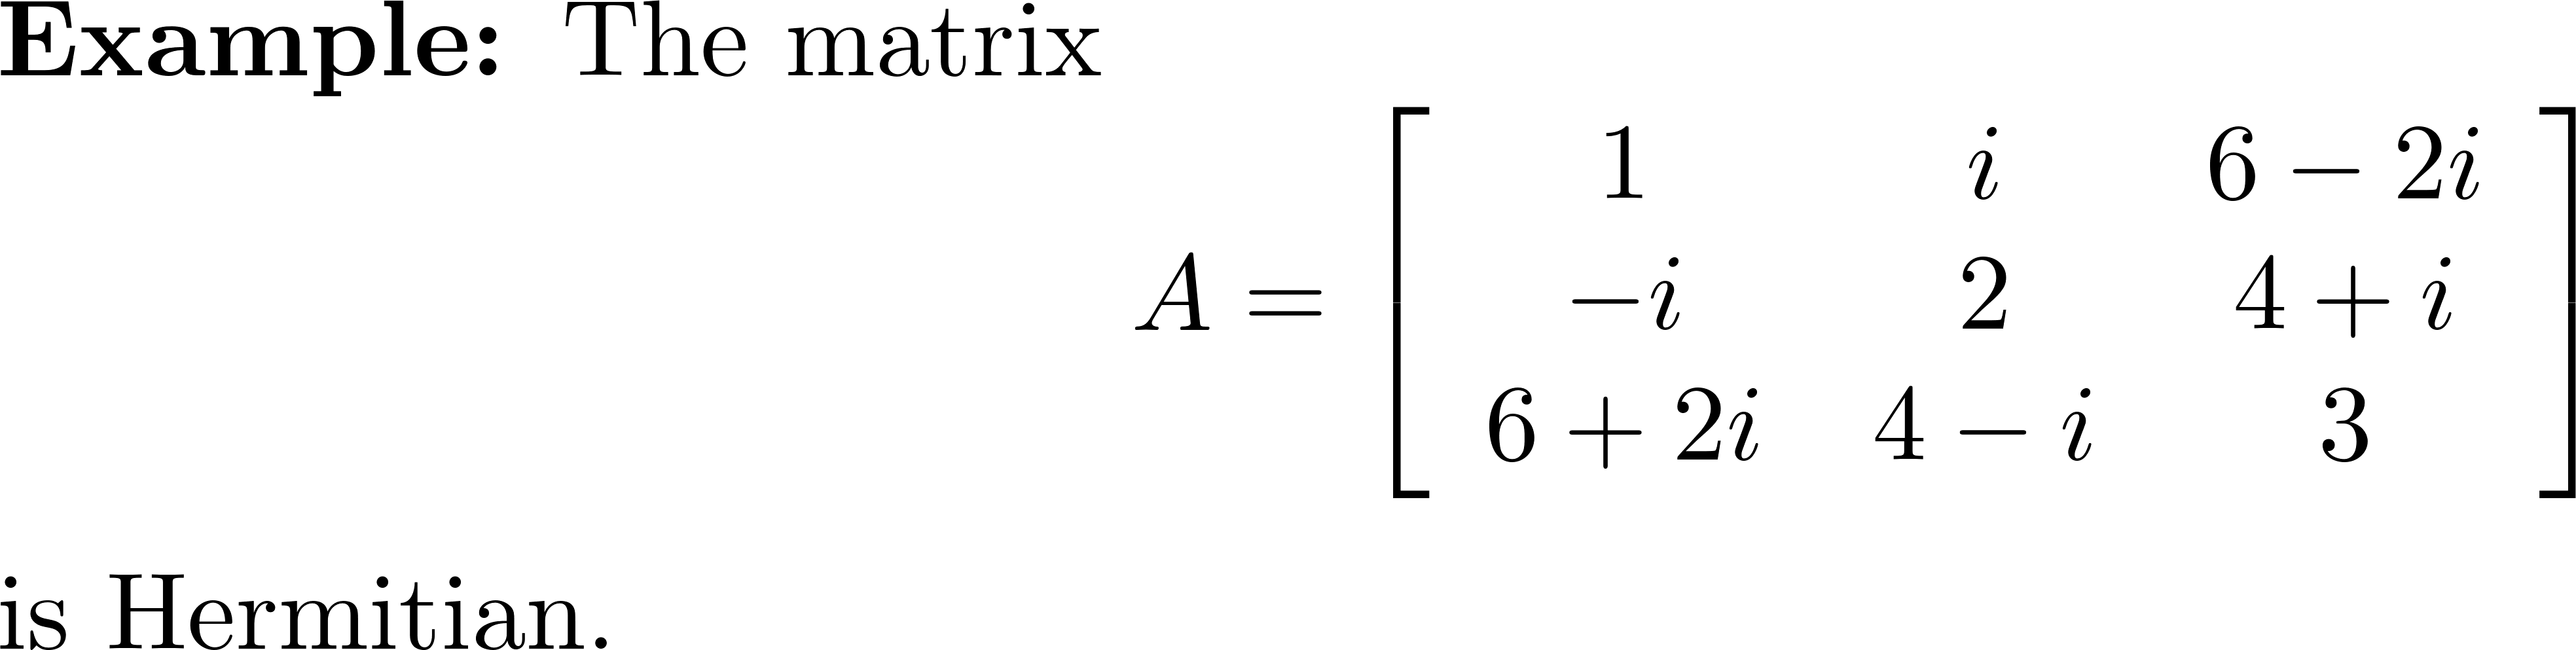 Example: The matrix
A = [ 1 i 6 − 2i
−i 2 4 + i
6 + 2i 4 − i 3 ]
is Hermitian.